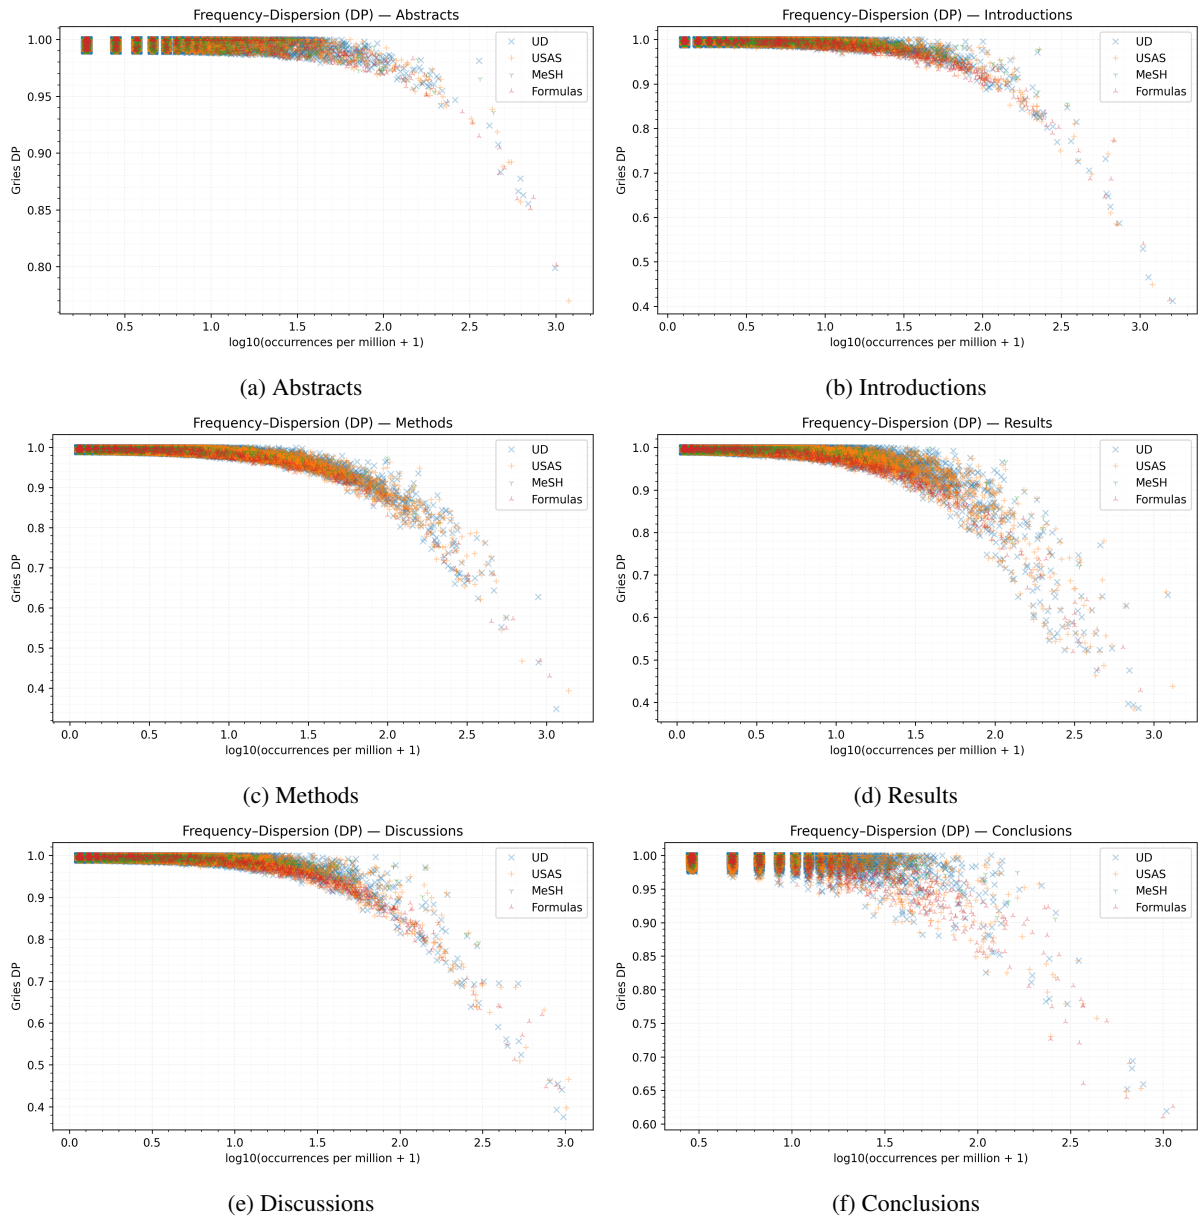 Frequency–Dispersion (DP) — Abstracts
1.00
0.95
0.90
0.85
0.80
Gries DP
UD
USAS
MeSH
Formulas
0.5
1.0
1.5
2.0
2.5
3.0
log10(occurrences per million + 1)
(a) Abstracts
Frequency–Dispersion (DP) — Introductions
1.0
0.9
0.8
0.7
0.6
0.5
0.4
Gries DP
UD
USAS
MeSH
Formulas
0.0
0.5
1.0
1.5
2.0
2.5
3.0
log10(occurrences per million + 1)
(b) Introductions
Frequency–Dispersion (DP) — Methods
1.0
0.9
0.8
0.7
0.6
0.5
0.4
Gries DP
UD
USAS
MeSH
Formulas
0.0
0.5
1.0
1.5
2.0
2.5
3.0
log10(occurrences per million + 1)
(c) Methods
Frequency–Dispersion (DP) — Results
1.0
0.9
0.8
0.7
0.6
0.5
0.4
Gries DP
UD
USAS
MeSH
Formulas
0.0
0.5
1.0
1.5
2.0
2.5
3.0
log10(occurrences per million + 1)
(d) Results
Frequency–Dispersion (DP) — Discussions
1.0
0.9
0.8
0.7
0.6
0.5
0.4
Gries DP
UD
USAS
MeSH
Formulas
0.0
0.5
1.0
1.5
2.0
2.5
3.0
log10(occurrences per million + 1)
(e) Discussions
Frequency–Dispersion (DP) — Conclusions
1.00
0.95
0.90
0.85
0.80
0.75
0.70
0.65
0.60
Gries DP
UD
USAS
MeSH
Formulas
0.5
1.0
1.5
2.0
2.5
3.0
log10(occurrences per million + 1)
(f) Conclusions